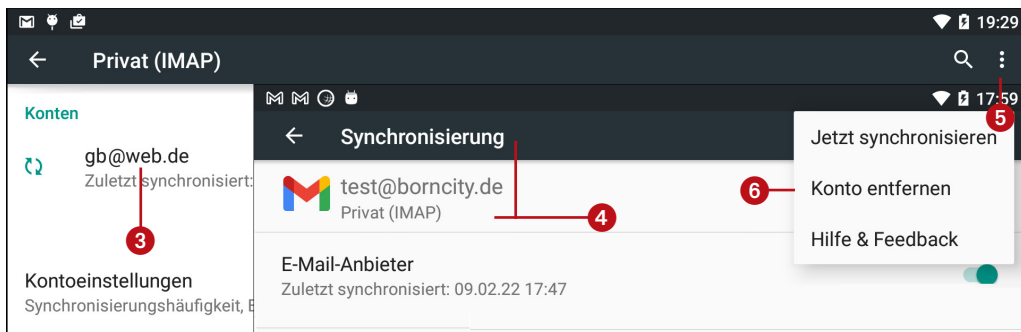 19:29
Privat (IMAP)
Konten
gb@web.de
Zuletzt synchronisiert:
3
Kontoeinstellungen
Synchronisierungshäufigkeit,
17:59
5
Synchronisierung
test@borncity.de
Privat (IMAP)
4
E-Mail-Anbieter
Zuletzt synchronisiert: 09.02.22 17:47
Jetzt synchronisieren
6
Konto entfernen
Hilfe & Feedback